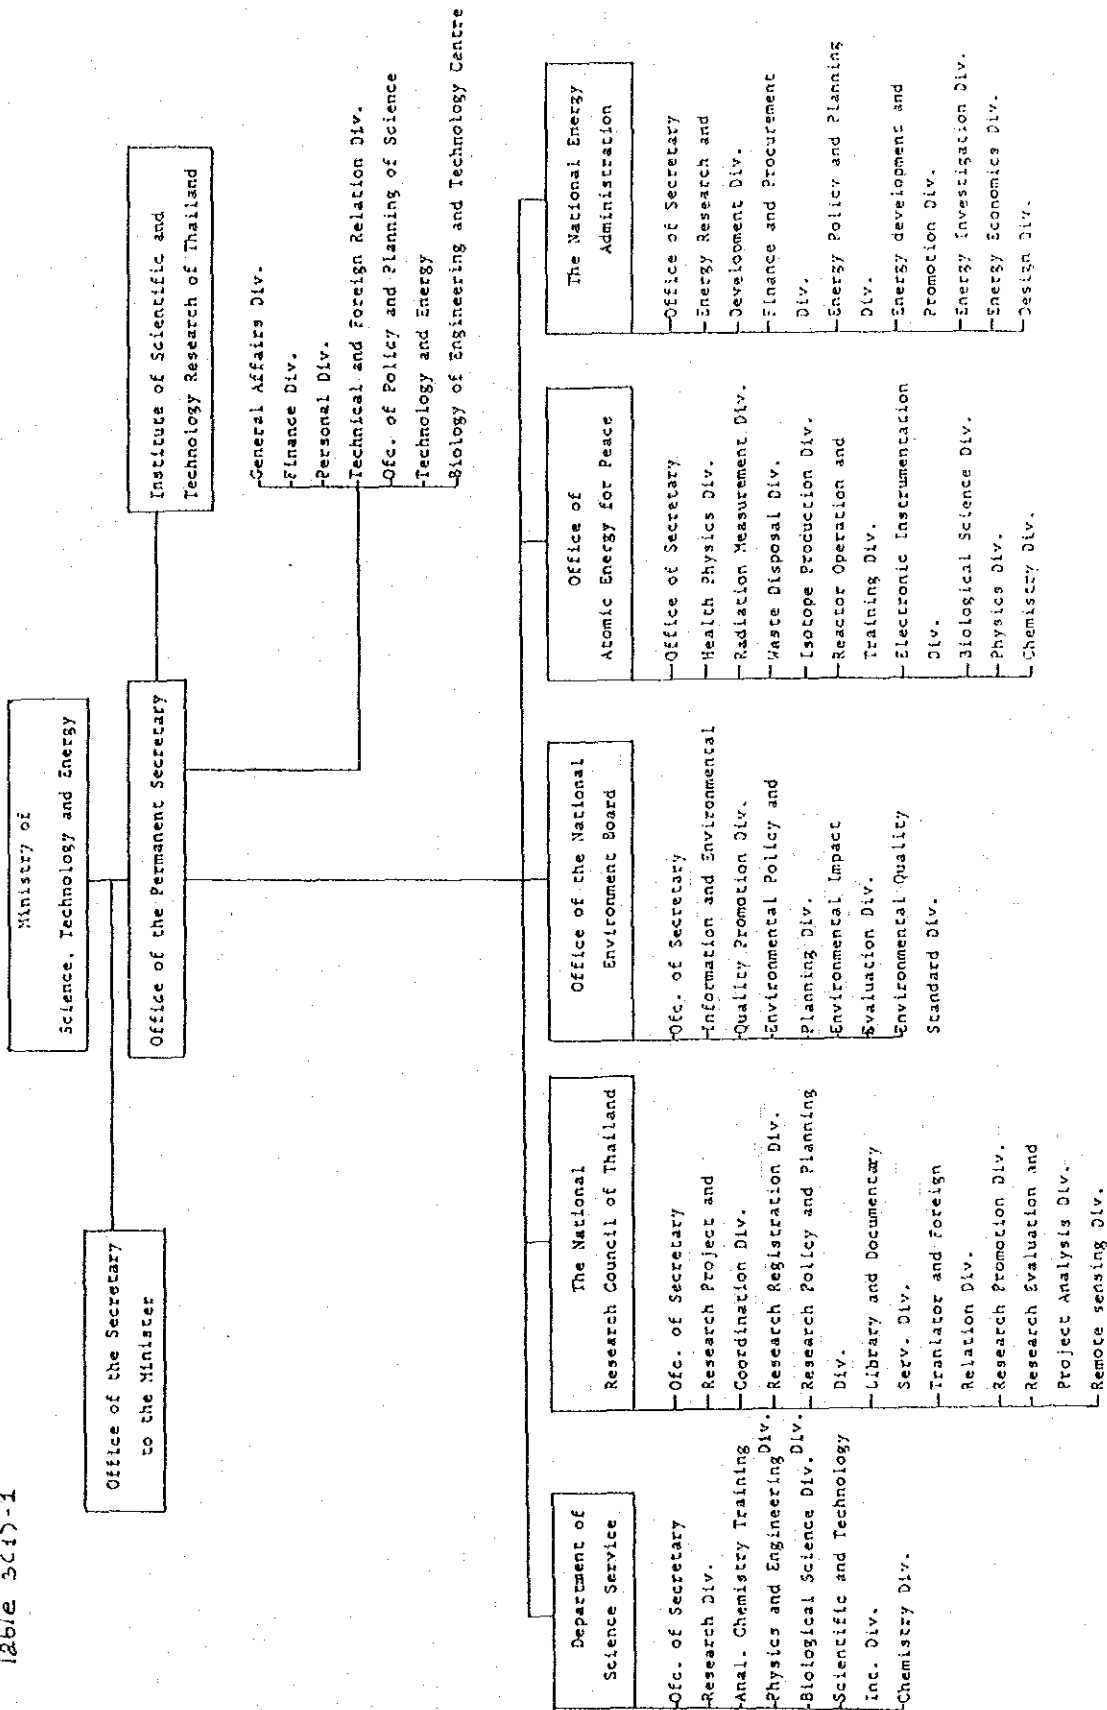 Table 3(1)-1
Ministry of
Science, Technology and Energy
Office of the Secretary
to the Minister
Office of the Permanent Secretary
Institute of Scientific and
Technology Research of Thailand
General Affairs Div.
Finance Div.
Personal Div.
Technical and Foreign Relation Div.
Ofc. of Policy and Planning of Science
Technology and Energy
Biology of Engineering and Technology Centre
Department of
Science Service
Ofc. of Secretary
Research Div.
Anal. Chemistry Training
Div.
Physics and Engineering
Div.
Biological Science Div.
Scientific and Technology
Inc. Div.
Chemistry Div.
The National
Research Council of Thailand
Ofc. of Secretary
Research Project and
Coordination Div.
Research Registration Div.
Research Policy and Planning
Div.
Library and Documentary
Serv. Div.
Tranlator and Foreign
Relation Div.
Research Promotion Div.
Research Evaluation and
Project Analysis Div.
Remote sensing Div.
Office of the National
Environment Board
Ofc. of Secretary
Information and Environmental
Quality Promotion Div.
Environmental Policy and
Planning Div.
Environmental Impact
Evaluation Div.
Environmental Quality
Standard Div.
Office of
Atomic Energy for Peace
Office of Secretary
Health Physics Div.
Radiation Measurement Div.
Waste Disposal Div.
Isotope Production Div.
Reactor Operation and
Training Div.
Electronic Instrumentation
Div.
Biological Science Div.
Physics Div.
Chemistry Div.
The National Energy
Administration
Office of Secretary
Energy Research and
Development Div.
Finance and Procurement
Div.
Energy Policy and Planning
Div.
Energy development and
Promotion Div.
Energy Investigation Div.
Energy Economics Div.
Design Div.